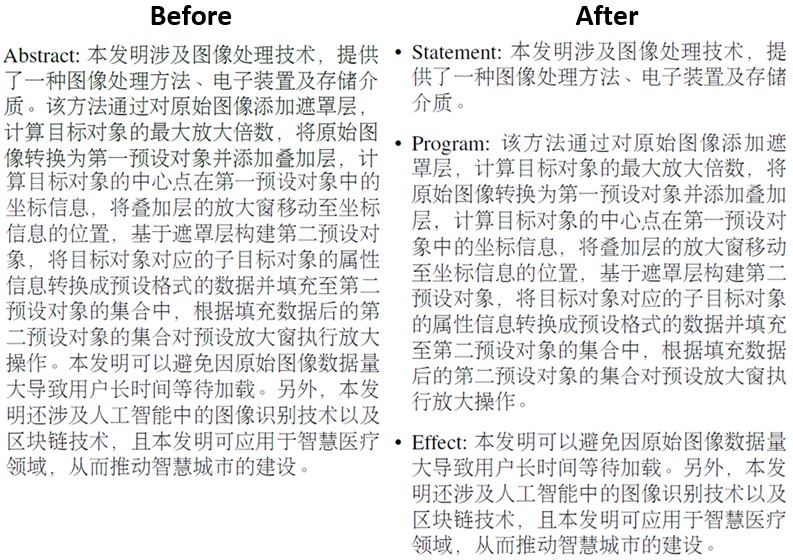 Before
Abstract: 本发明涉及图像处理技术，提供
了一种图像处理方法、电子装置及存储介
质。该方法通过对原始图像添加遮罩层，
计算目标对象的最大放大倍数，将原始图
像转换为第一预设对象并添加叠加层，计
算目标对象的中心点在第一预设对象中的
坐标信息，将叠加层的放大窗移动至坐标
信息的位置，基于遮罩层构建第二预设对
象，将目标对象对应的子目标对象的属性
信息转换成预设格式的数据并填充至第二
预设对象的集合中，根据填充数据后的第
二预设对象的集合对预设放大窗执行放大
操作。本发明可以避免因原始图像数据量
大导致用户长时间等待加载。另外，本发
明还涉及人工智能中的图像识别技术以及
区块链技术，且本发明可应用于智慧医疗
领域，从而推动智慧城市的建设。
After
• Statement: 本发明涉及图像处理技术，提
供了一种图像处理方法、电子装置及存储
介质。
• Program: 该方法通过对原始图像添加遮
罩层，计算目标对象的最大放大倍数，将
原始图像转换为第一预设对象并添加叠加
层，计算目标对象的中心点在第一预设对
象中的坐标信息，将叠加层的放大窗移动
至坐标信息的位置，基于遮罩层构建第二
预设对象，将目标对象对应的子目标对象
的属性信息转换成预设格式的数据并填充
至第二预设对象的集合中，根据填充数据
后的第二预设对象的集合对预设放大窗执
行放大操作。
• Effect: 本发明可以避免因原始图像数据量
大导致用户长时间等待加载。另外，本发
明还涉及人工智能中的图像识别技术以及
区块链技术，且本发明可应用于智慧医疗
领域，从而推动智慧城市的建设。